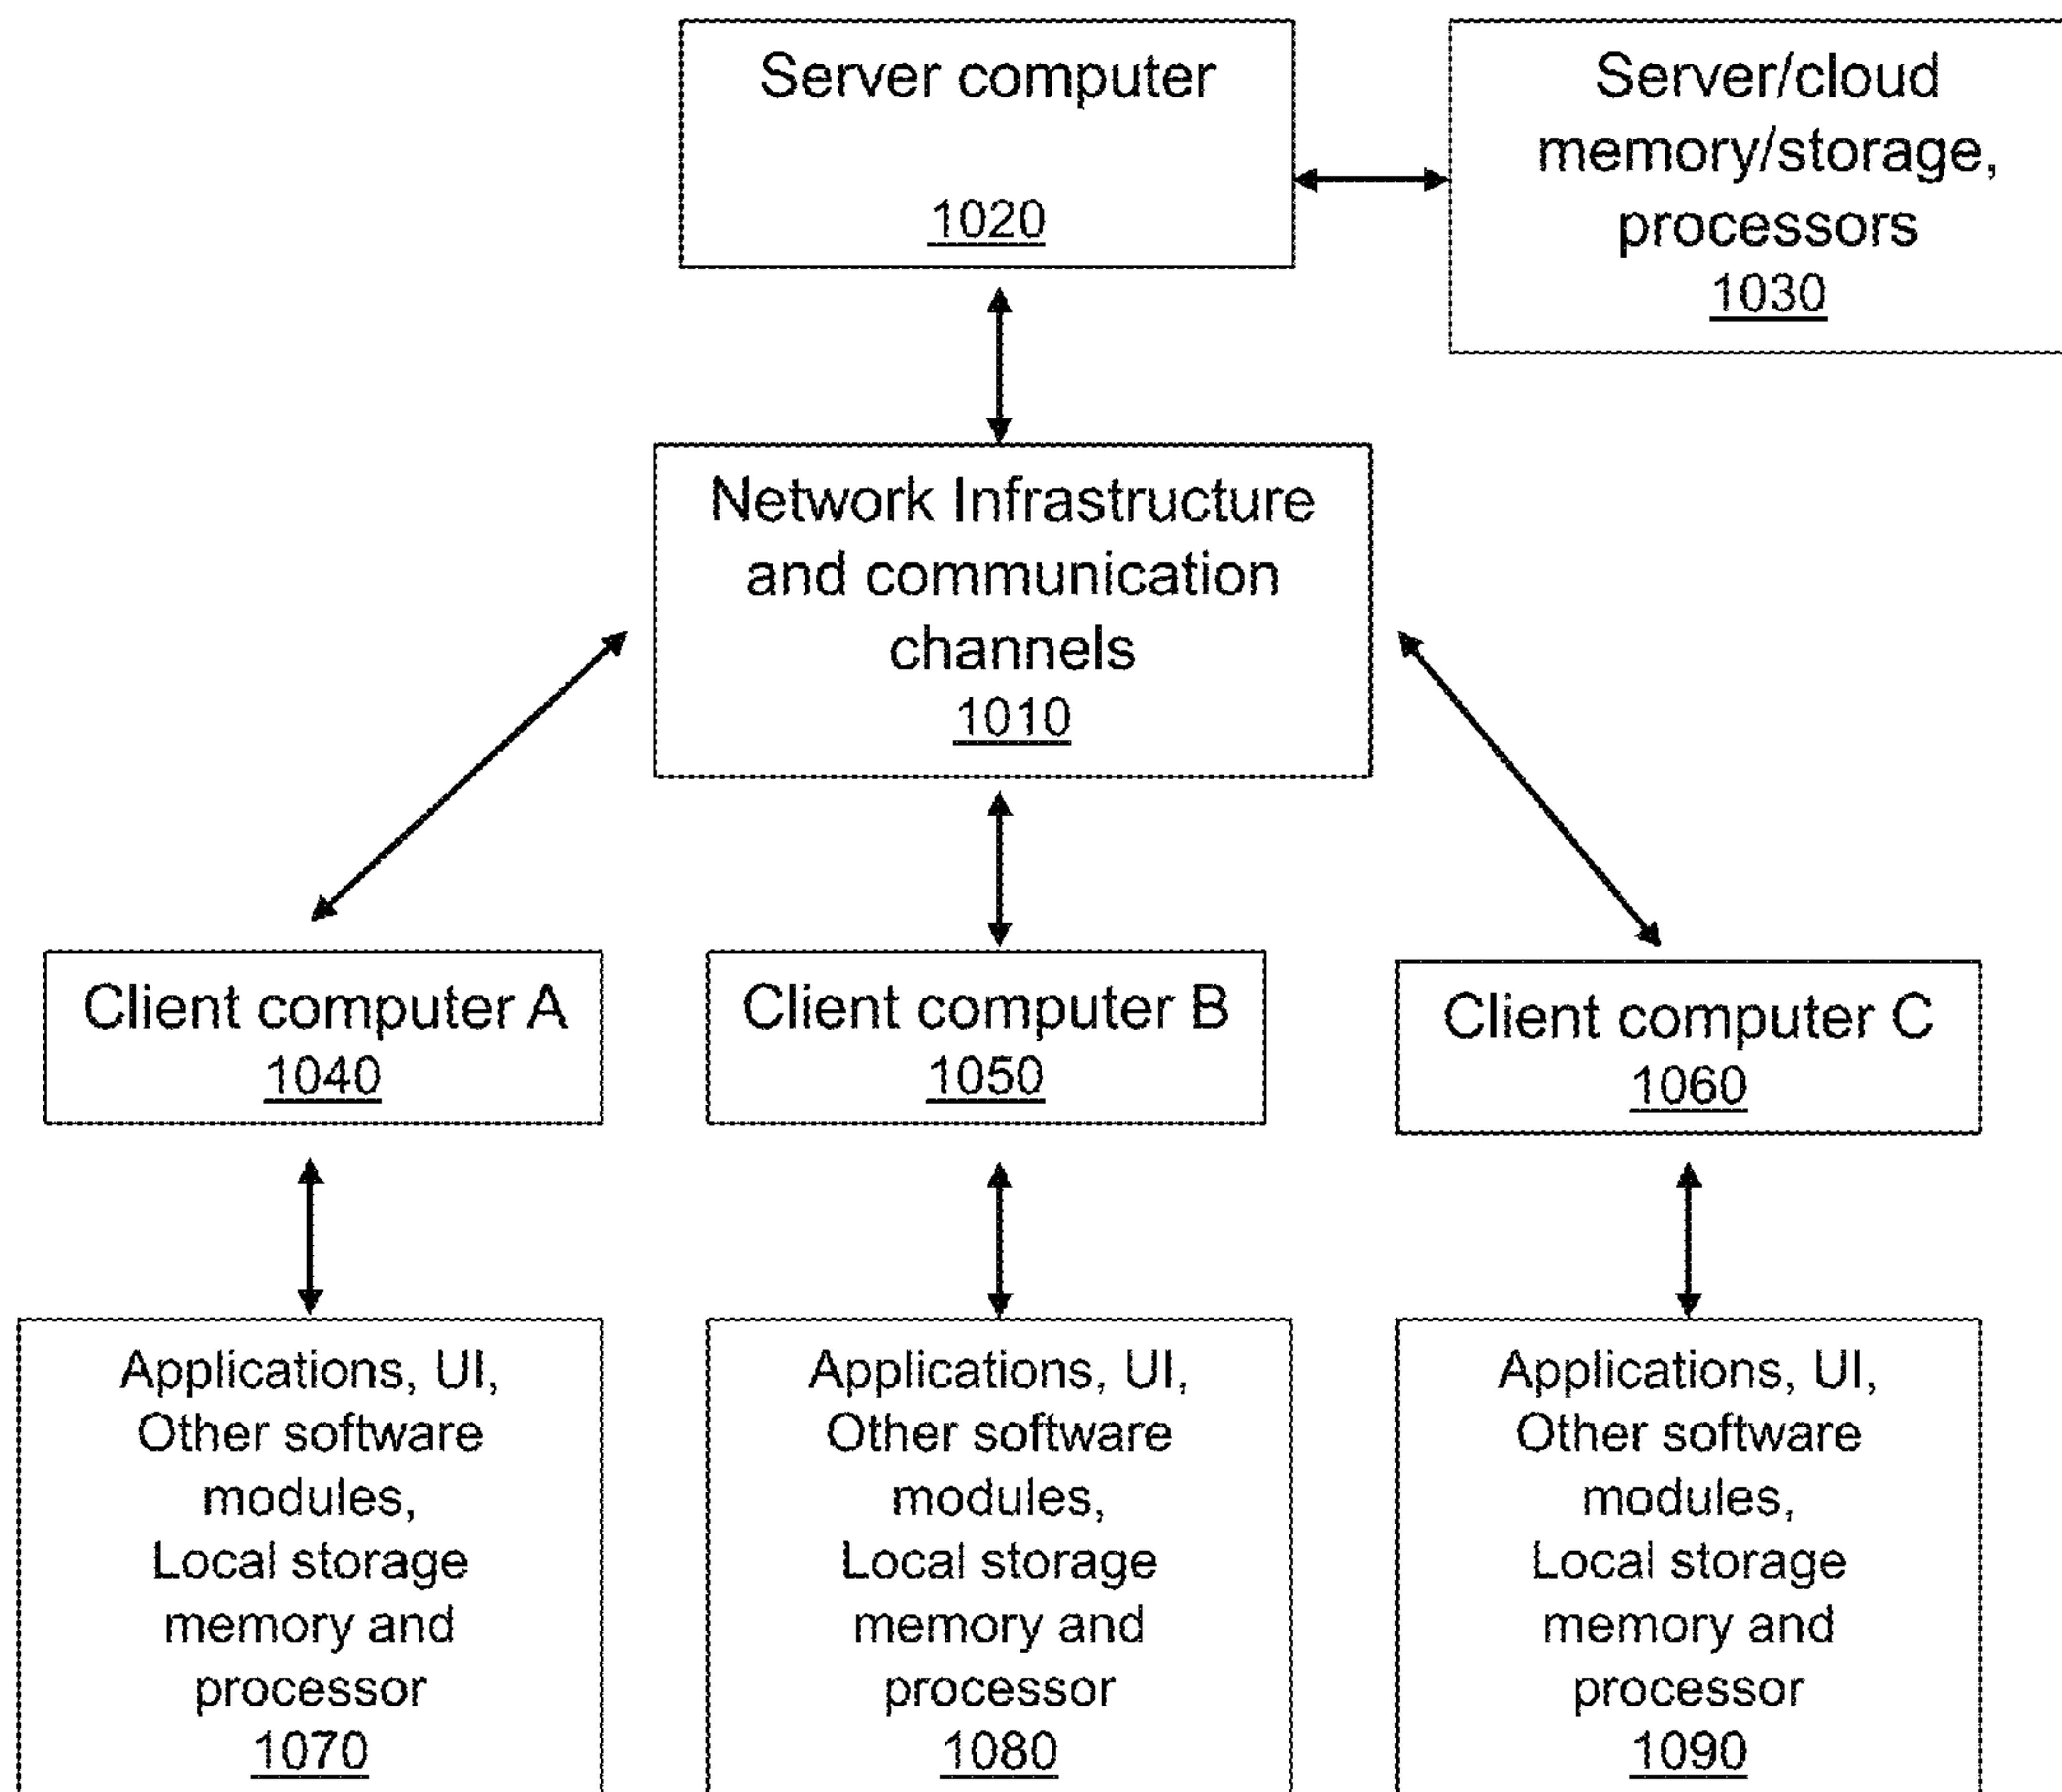 Server computer
1020
Server/cloud
memory/storage,
processors
1030
Network Infrastructure
and communication
channels
1010
Client computer A
1040
Client computer B
1050
Client computer C
1060
Applications, UI,
Other software
modules,
Local storage
memory and
processor
1070
Applications, UI,
Other software
modules,
Local storage
memory and
processor
1080
Applications, UI,
Other software
modules,
Local storage
memory and
processor
1090